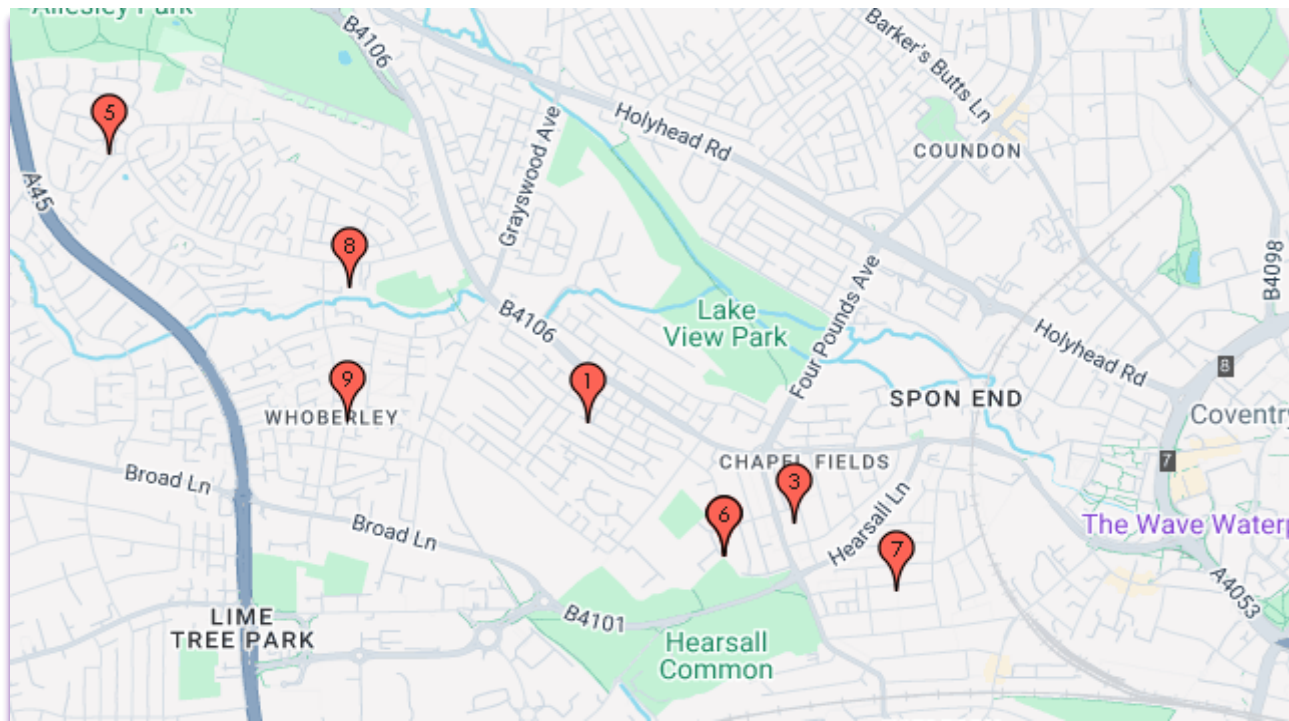 Allesley Park
B4106
Barker's Butts Ln
5
Holyhead Rd
COUNDON
Grayswood Ave
A45
8
B4098
B4106
Lake
View Park
Four Pounds Ave
Holyhead Rd
8
9
1
WHOBERLEY
SPON END
Coventry
CHAPEL FIELDS
7
Broad Ln
3
Hearsall Ln
6
Broad Ln
The Wave Waterp
7
A4053
LIME
TREE PARK
B4101
Hearsall
Common